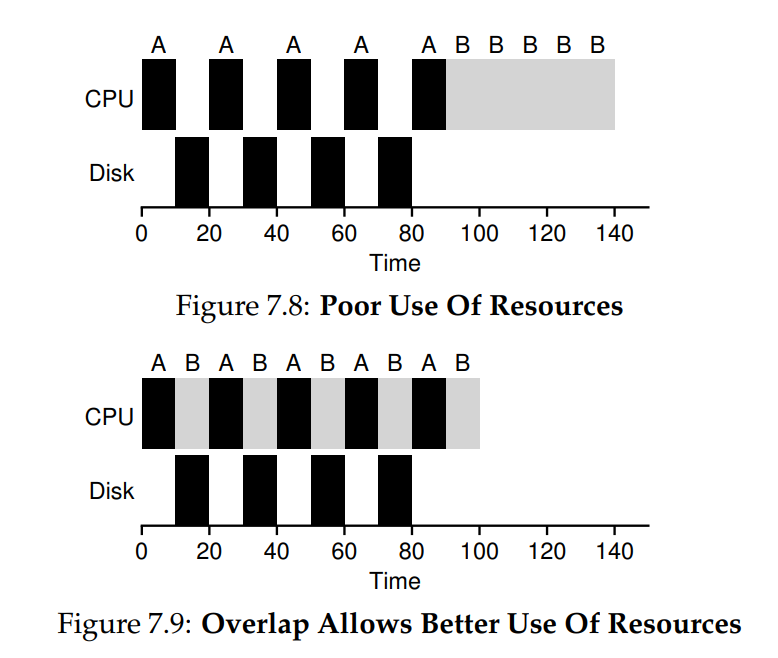 A A A A A B B B B B
CPU
Disk
0 20 40 60 80 100 120 140
Time
Figure 7.8: Poor Use Of Resources
A B A B A B A B A B
CPU
Disk
0 20 40 60 80 100 120 140
Time
Figure 7.9: Overlap Allows Better Use Of Resources